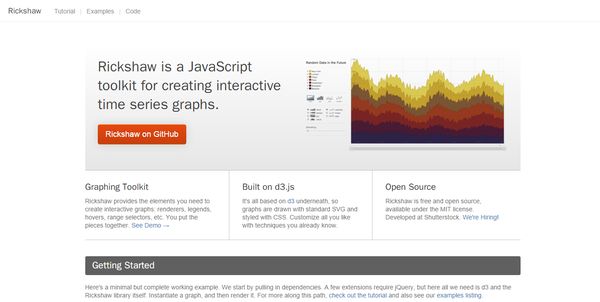 Rickshaw Tutorial Examples Code
Rickshaw is a JavaScript
toolkit for creating interactive
time series graphs.
Rickshaw on GitHub
Random Data in the Future
Graphing Toolkit
Rickshaw provides the elements you need to
create interactive graphs: renderers, legends,
hovers, range selectors, etc. You put the
pieces together. See Demo →
Built on d3.js
It's all based on d3 underneath, so
graphs are drawn with standard SVG and
styled with CSS. Customize all you like
with techniques you already know.
Open Source
Rickshaw is free and open source,
available under the MIT license.
Developed at Shutterstock. We're Hiring!
Getting Started
Here's a minimal but complete working example. We start by pulling in dependencies. A few extensions require jQuery, but here all we need is d3 and the
Rickshaw library itself. Instantiate a graph, and then render it. For more along this path, check out the tutorial and also see our examples listing.